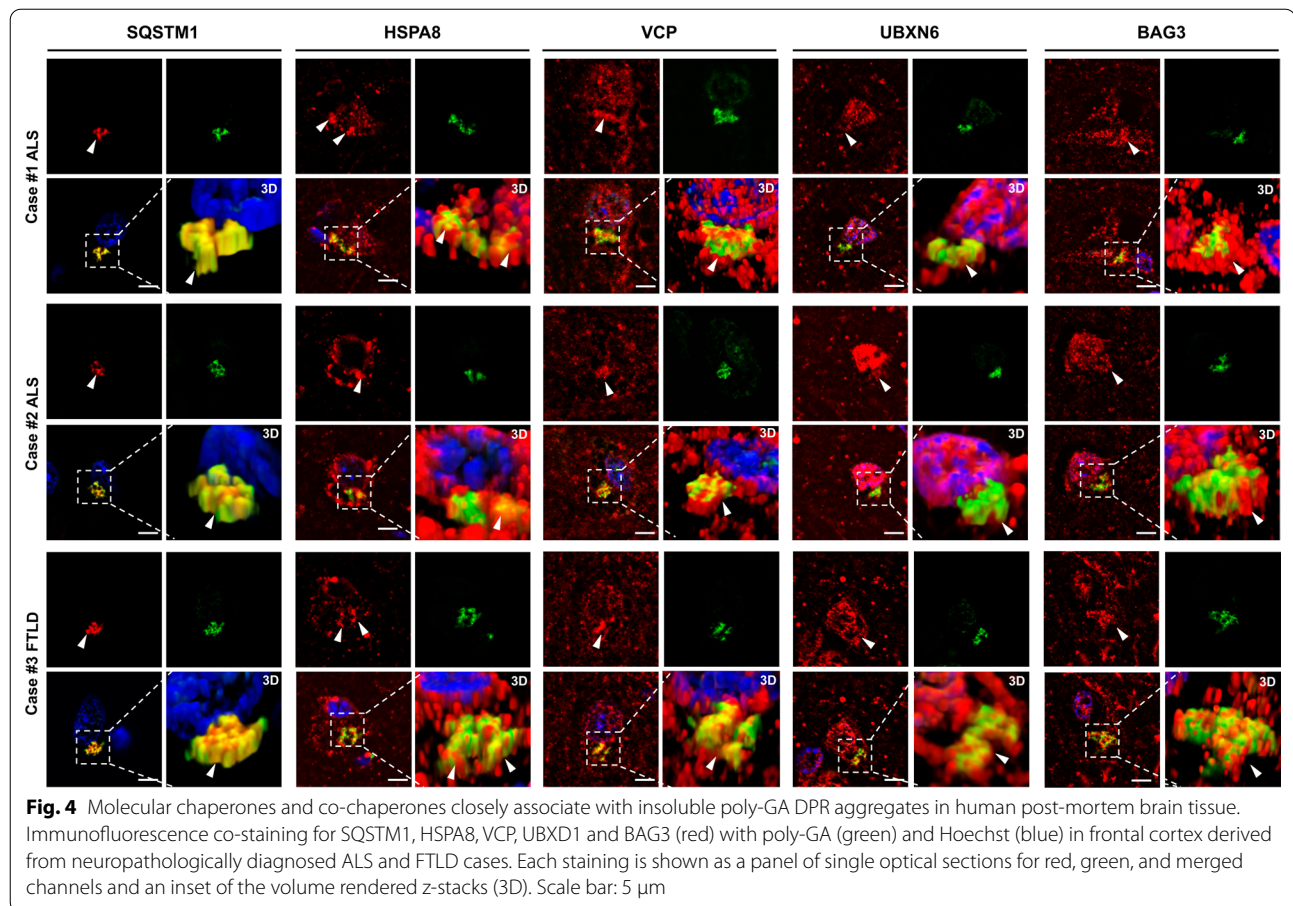 SQSTM1 HSPA8 VCP UBXN6 BAG3
Case #1 ALS
3D 3D 3D 3D 3D
Case #2 ALS
3D 3D 3D 3D 3D
Case #3 FTLD
3D 3D 3D 3D 3D
Fig. 4 Molecular chaperones and co-chaperones closely associate with insoluble poly-GA DPR aggregates in human post-mortem brain tissue.
Immunofluorescence co-staining for SQSTM1, HSPA8, VCP, UBXD1 and BAG3 (red) with poly-GA (green) and Hoechst (blue) in frontal cortex derived
from neuropathologically diagnosed ALS and FTLD cases. Each staining is shown as a panel of single optical sections for red, green, and merged
channels and an inset of the volume rendered z-stacks (3D). Scale bar: 5 µm